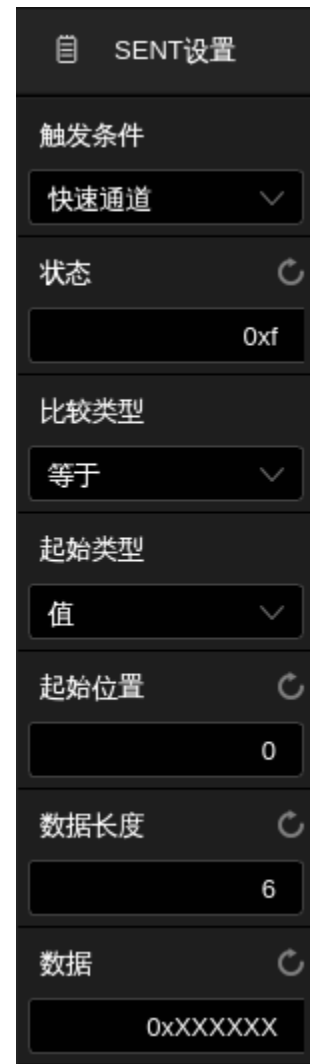 SENT设置
触发条件
快速通道
状态
0xf
比较类型
等于
起始类型
值
起始位置
0
数据长度
6
数据
0xXXXXXX